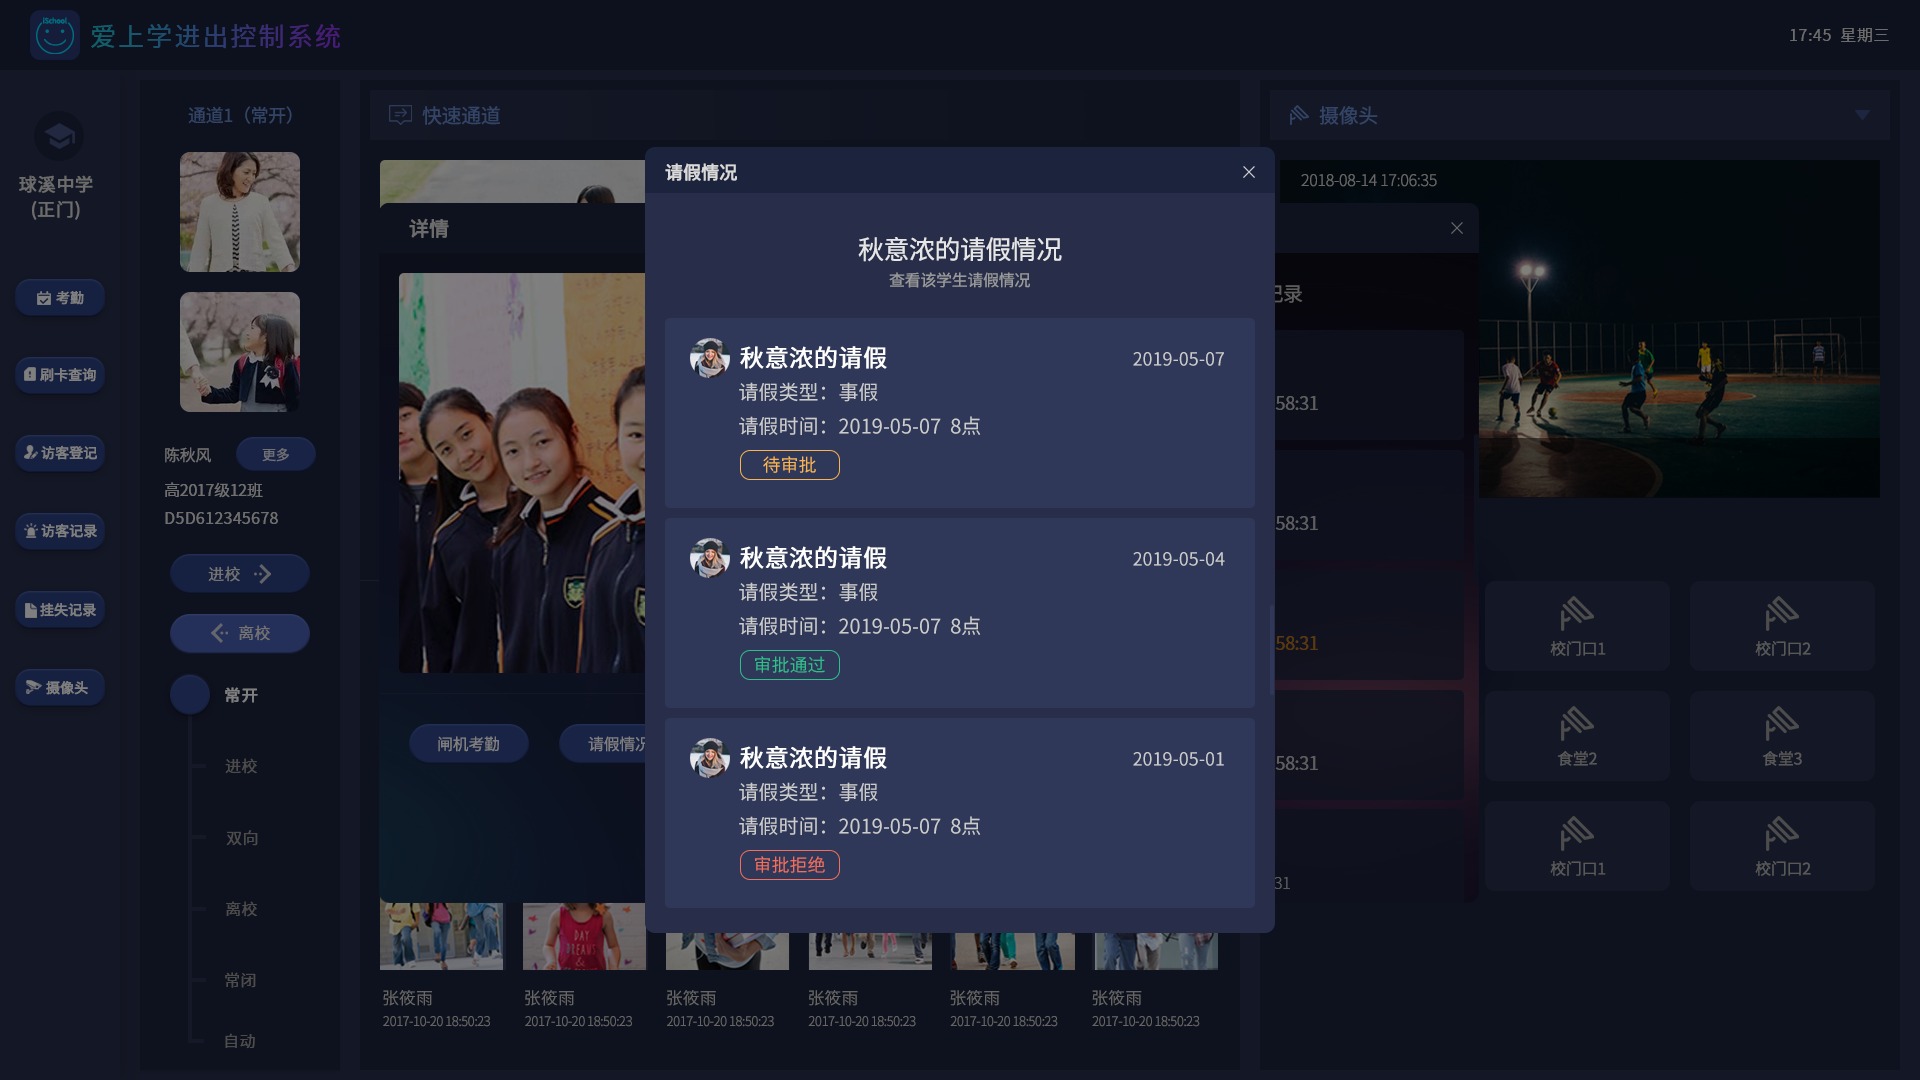 iSchool
爱上学进出控制系统
17:45 星期三
球溪中学
(正门)
考勤
刷卡查询
访客登记
访客记录
挂失记录
摄像头
通道1（常开）
陈秋风
更多
高2017级12班
D5D612345678
进校
离校
常开
进校
双向
离校
常闭
自动
快速通道
详情
闸机考勤
请假情况
张筱雨
2017-10-20 18:50:23
张筱雨
2017-10-20 18:50:23
张筱雨
2017-10-20 18:50:23
张筱雨
2017-10-20 18:50:23
张筱雨
2017-10-20 18:50:23
张筱雨
2017-10-20 18:50:23
DAY
DREAMS
&
请假情况
秋意浓的请假情况
查看该学生请假情况
秋意浓的请假
2019-05-07
请假类型：事假
请假时间：2019-05-07 8点
待审批
秋意浓的请假
2019-05-04
请假类型：事假
请假时间：2019-05-07 8点
审批通过
秋意浓的请假
2019-05-01
请假类型：事假
请假时间：2019-05-07 8点
审批拒绝
记录
58:31
58:31
58:31
58:31
31
摄像头
2018-08-14 17:06:35
校门口1
校门口2
食堂2
食堂3
校门口1
校门口2